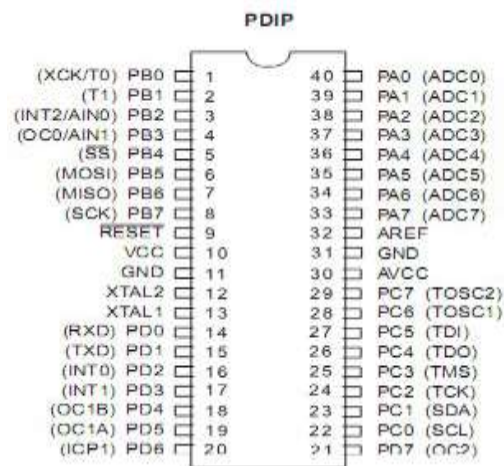 PDIP
(XCK/T0) PB0 1 40 PA0 (ADC0)
(T1) PB1 2 39 PA1 (ADC1)
(INT2/AIN0) PB2 3 38 PA2 (ADC2)
(OC0/AIN1) PB3 4 37 PA3 (ADC3)
(SS) PB4 5 36 PA4 (ADC4)
(MOSI) PB5 6 35 PA5 (ADC5)
(MISO) PB6 7 34 PA6 (ADC6)
(SCK) PB7 8 33 PA7 (ADC7)
RESET 9 32 AREF
VCC 10 31 GND
GND 11 30 AVCC
XTAL2 12 29 PC7 (TOSC2)
XTAL1 13 28 PC6 (TOSC1)
(RXD) PD0 14 27 PC5 (TDI)
(TXD) PD1 15 26 PC4 (TDO)
(INT0) PD2 16 25 PC3 (TMS)
(INT1) PD3 17 24 PC2 (TCK)
(OC1B) PD4 18 23 PC1 (SDA)
(OC1A) PD5 19 22 PC0 (SCL)
(ICP1) PD6 20 21 PD7 (OC2)